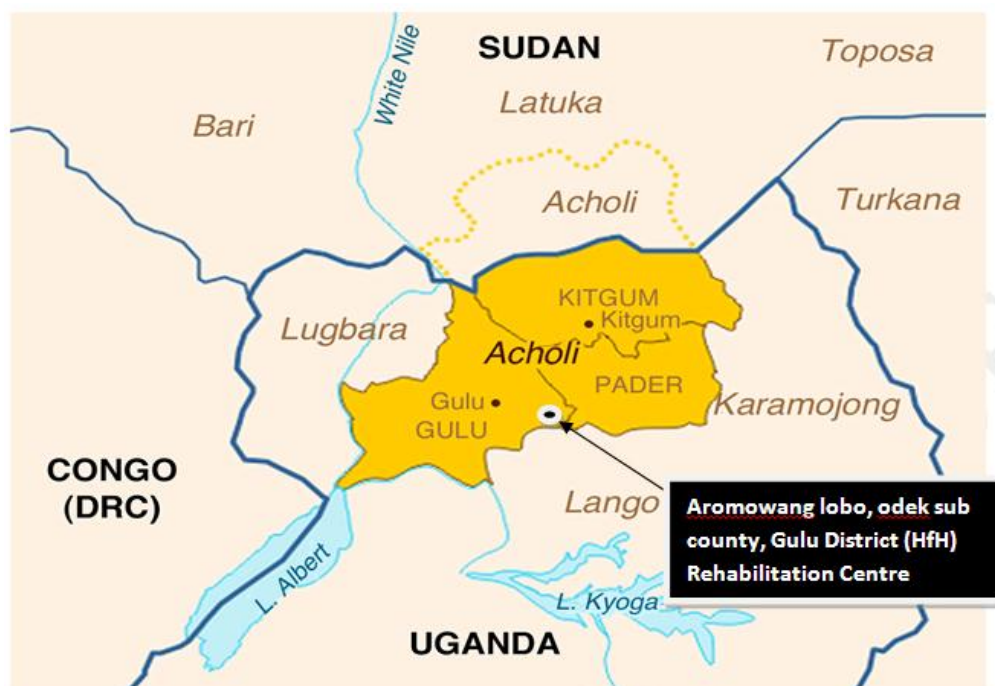 SUDAN
Toposa
White Nile
Latuka
Bari
Acholi
Turkana
KITGUM
Kitgum
Lugbara
Acholi
PADER
Gulu
GULU
Karamojong
CONGO
(DRC)
Lango
Aromowang lobo, odek sub
county, Gulu District (HfH)
Rehabilitation Centre
L. Albert
L. Kyoga
UGANDA